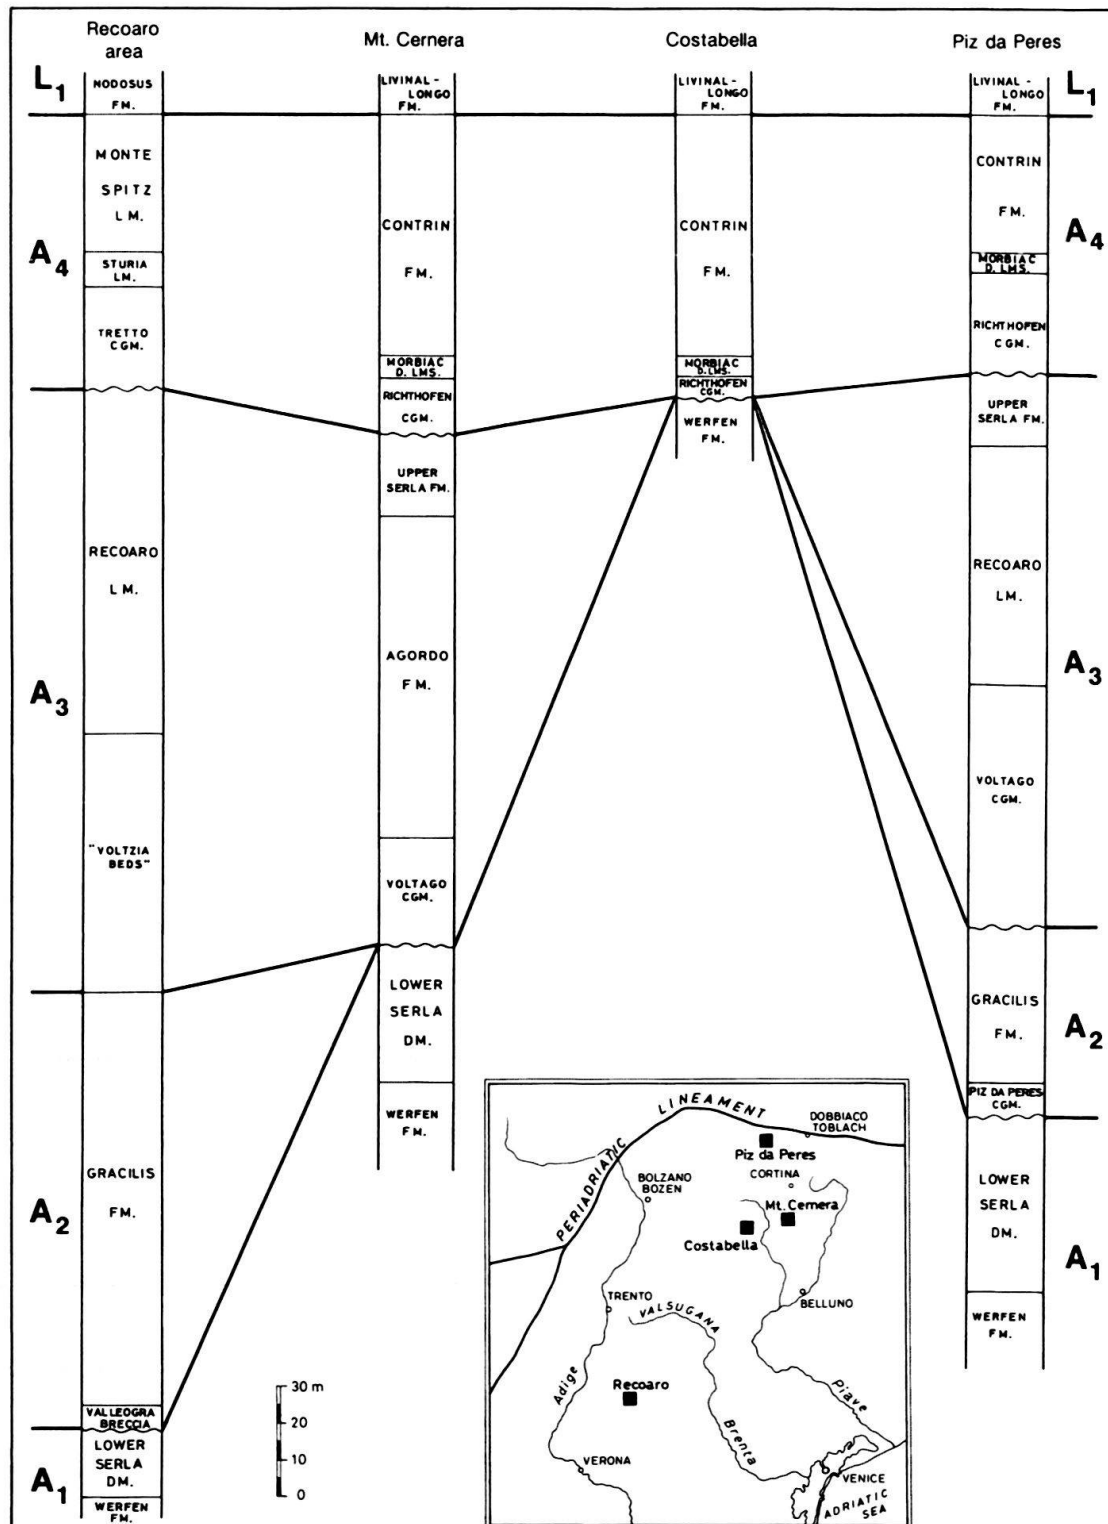 Recoaro
area
Mt. Cernera
Costabella
Piz da Peres
L1
NODOSUS
FM.
LIVINAL-
LONGO
FM.
LIVINAL-
LONGO
FM.
LIVINAL-
LONGO
FM.
L1
A4
MONTE
SPITZ
LM.
STURIA
LM.
TRETTO
CGM.
RECOARO
LM.
A3
"VOLTZIA
BEDS"
A2
GRACILIS
FM.
VALLEOGRA
BRECCIA
A1
LOWER
SERLA
DM.
WERFEN
FM.
CONTRIN
FM.
MORBIAC
D. LMS.
RICHTHOFEN
CGM.
UPPER
SERLA FM.
AGORDO
FM.
VOLTAGO
CGM.
LOWER
SERLA
DM.
WERFEN
FM.
CONTRIN
FM.
MORBIAC
D. LMS.
RICHTHOFEN
CGM.
WERFEN
FM.
CONTRIN
FM.
A4
MORBIAC
D. LMS.
RICHTHOFEN
CGM.
UPPER
SERLA FM.
RECOARO
LM.
A3
VOLTAGO
CGM.
GRACILIS
FM.
A2
PIZ DA PERES
CGM.
LOWER
SERLA
DM.
A1
WERFEN
FM.
30 m
20
10
0
PERIADRIATIC LINEAMENT
DOBBIACO
TOBLACH
Piz da Peres
CORTINA
BOLZANO
BOZEN
Mt. Cernera
Costabella
TRENTO
VALSUGANA
BELLUNO
Adige
Recoaro
Piave
Brenta
VERONA
VENICE
ADRIATIC
SEA